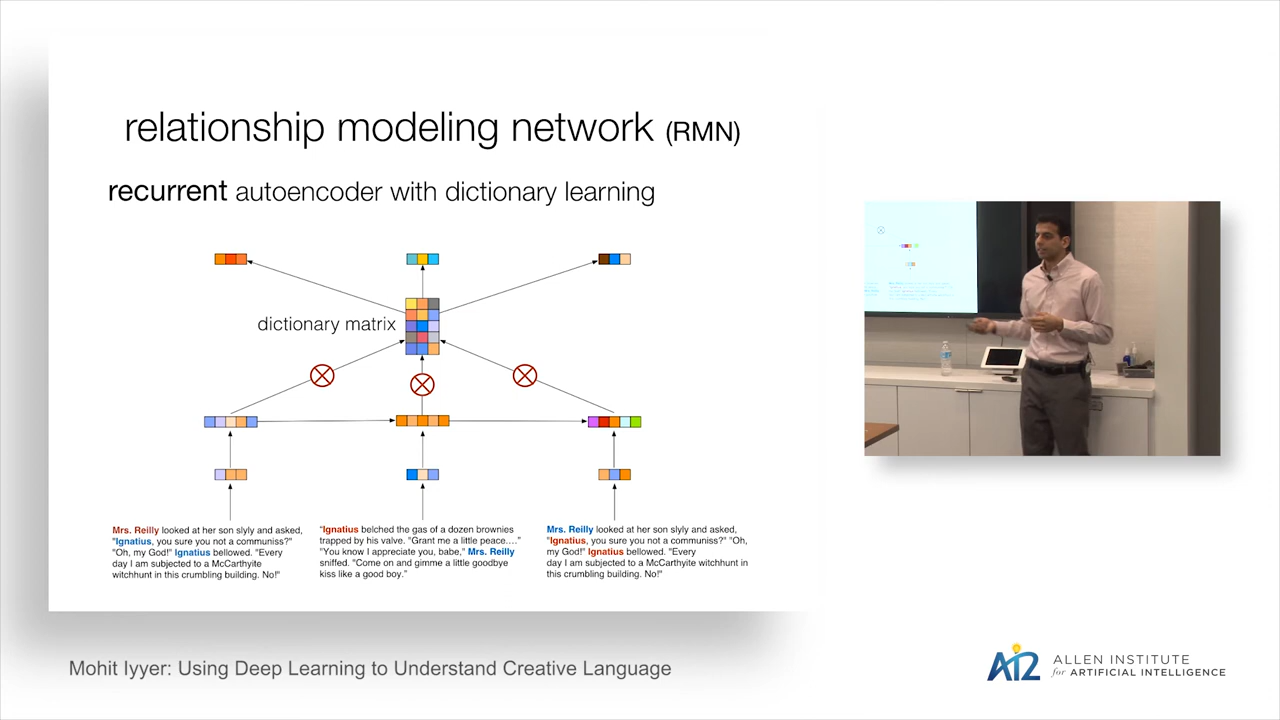 relationship modeling network (RMN)
recurrent autoencoder with dictionary learning
dictionary matrix
Mrs. Reilly looked at her son slyly and asked,
"Ignatius, you sure you not a communiss?"
"Oh, my God!" Ignatius bellowed. "Every
day I am subjected to a McCarthyite
witchhunt in this crumbling building. No!"
"Ignatius belched the gas of a dozen brownies
trapped by his valve. "Grant me a little peace…."
"You know I appreciate you, babe," Mrs. Reilly
sniffed. "Come on and gimme a little goodbye
kiss like a good boy."
Mrs. Reilly looked at her son slyly and asked,
"Ignatius, you sure you not a communiss?" "Oh,
my God!" Ignatius bellowed. "Every
day I am subjected to a McCarthyite witchhunt in
this crumbling building. No!"
Mohit Iyyer: Using Deep Learning to Understand Creative Language
AI2
ALLEN INSTITUTE
for ARTIFICIAL INTELLIGENCE